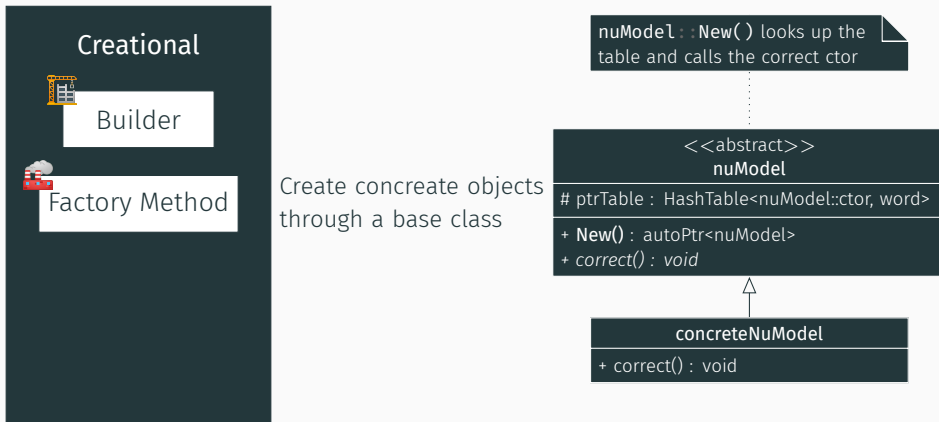 Creational
Builder
Factory Method
Create concreate objects
through a base class
nuModel::New() looks up the
table and calls the correct ctor
<<abstract>>
nuModel
# ptrTable : HashTable<nuModel::ctor, word>
+ New() : autoPtr<nuModel>
+ correct() : void
concreteNuModel
+ correct() : void